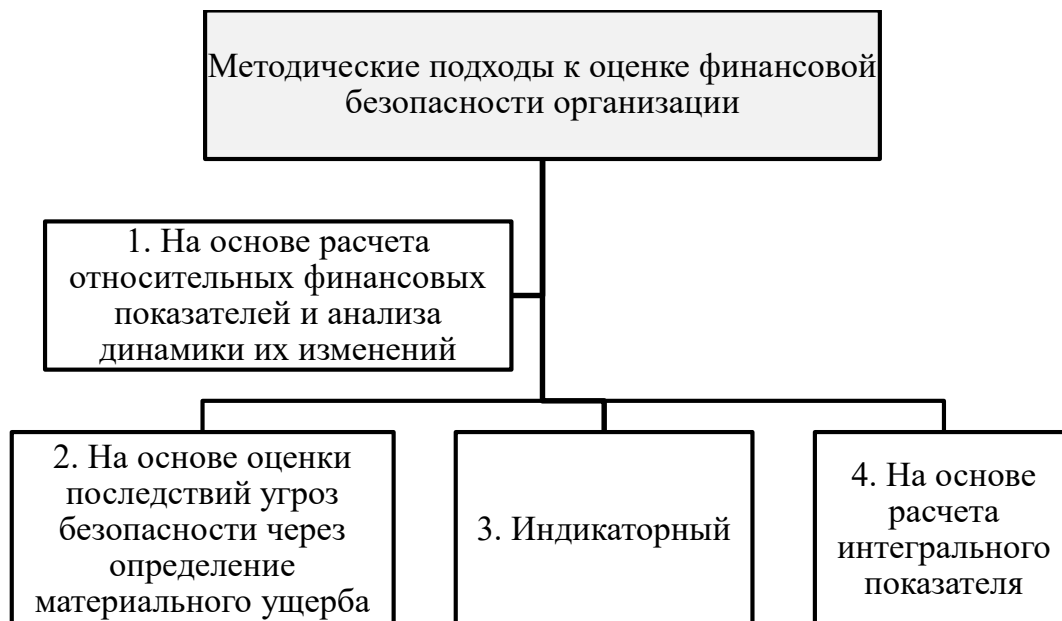 Методические подходы к оценке финансовой
безопасности организации
1. На основе расчета
относительных финансовых
показателей и анализа
динамики их изменений
2. На основе оценки
последствий угроз
безопасности через
определение
материального ущерба
3. Индикаторный
4. На основе
расчета
интегрального
показателя